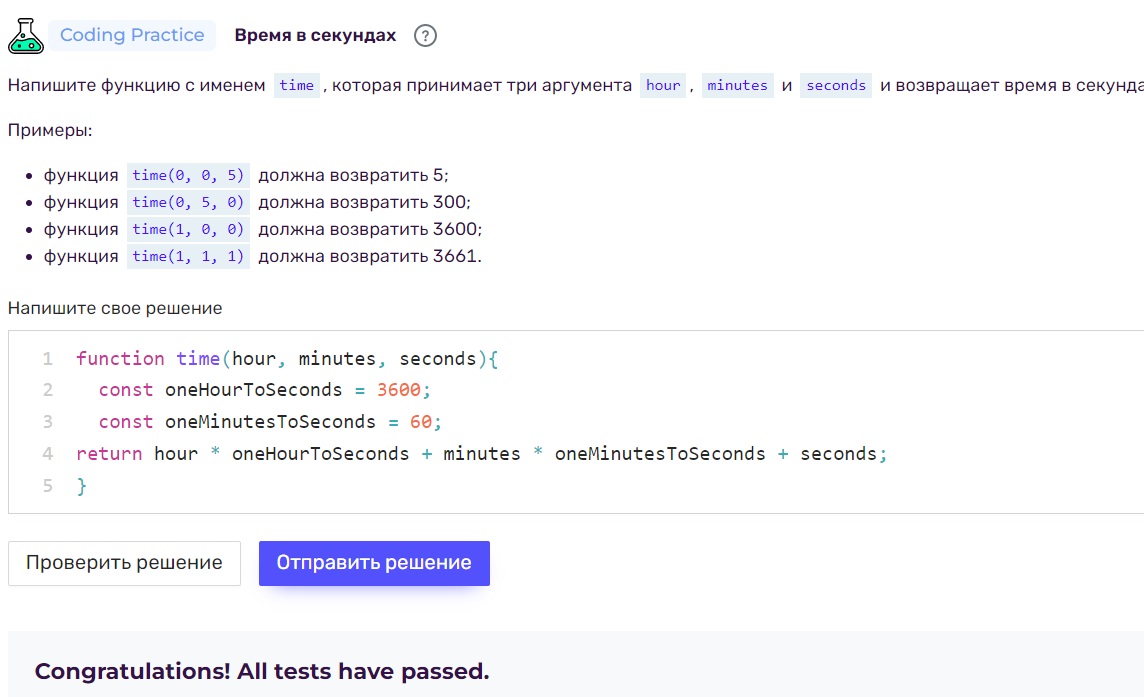 Coding Practice Время в секундах ?
Напишите функцию с именем time, которая принимает три аргумента hour, minutes и seconds и возвращает время в
Примеры:
• функция time(0, 0, 5) должна возвратить 5;
• функция time(0, 5, 0) должна возвратить 300;
• функция time(1, 0, 0) должна возвратить 3600;
• функция time(1, 1, 1) должна возвратить 3661.
Напишите свое решение
1 function time(hour, minutes, seconds){
2 const oneHourToSeconds = 3600;
3 const oneMinutesToSeconds = 60;
4 return hour * oneHourToSeconds + minutes * oneMinutesToSeconds + seconds;
5 }
Проверить решение Отправить решение
Congratulations! All tests have passed.